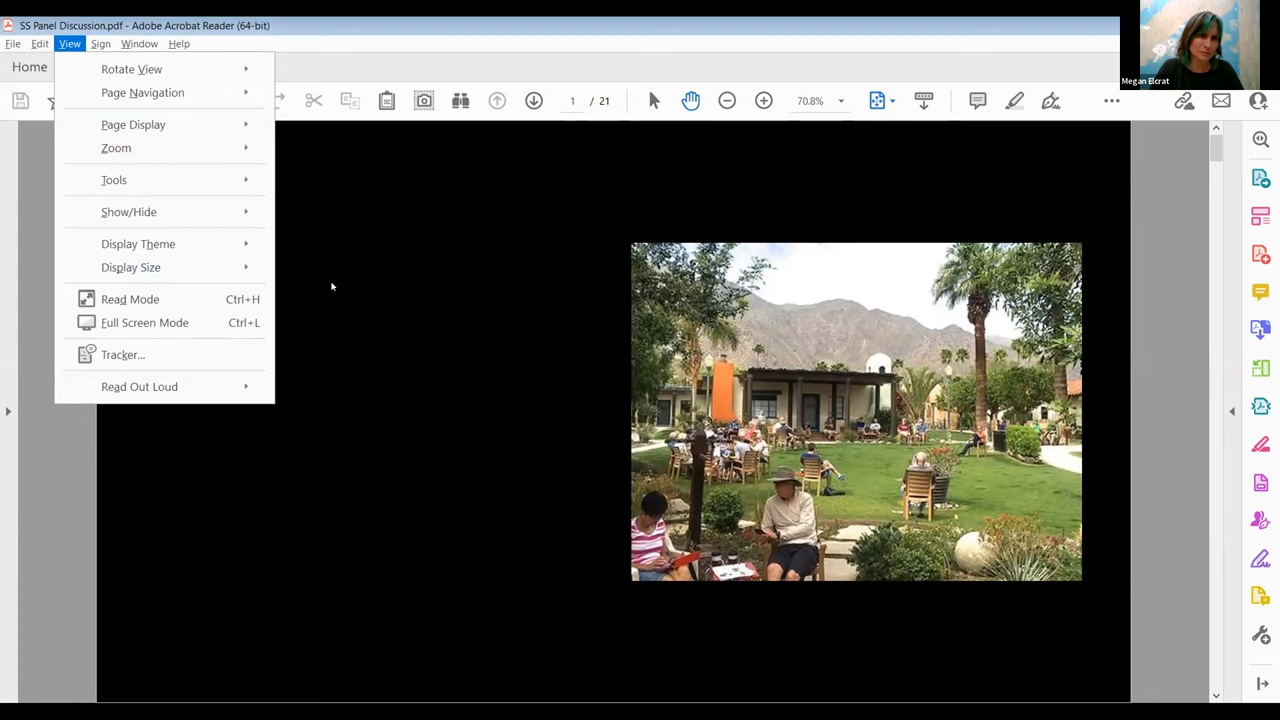 SS Panel Discussion.pdf - Adobe Acrobat Reader (64-bit)
File Edit View Sign Window Help
Megan Elcrat
Home
1 / 21
70.8%
Rotate View
Page Navigation
Page Display
Zoom
Tools
Show/Hide
Display Theme
Display Size
Read Mode Ctrl+H
Full Screen Mode Ctrl+L
Tracker...
Read Out Loud